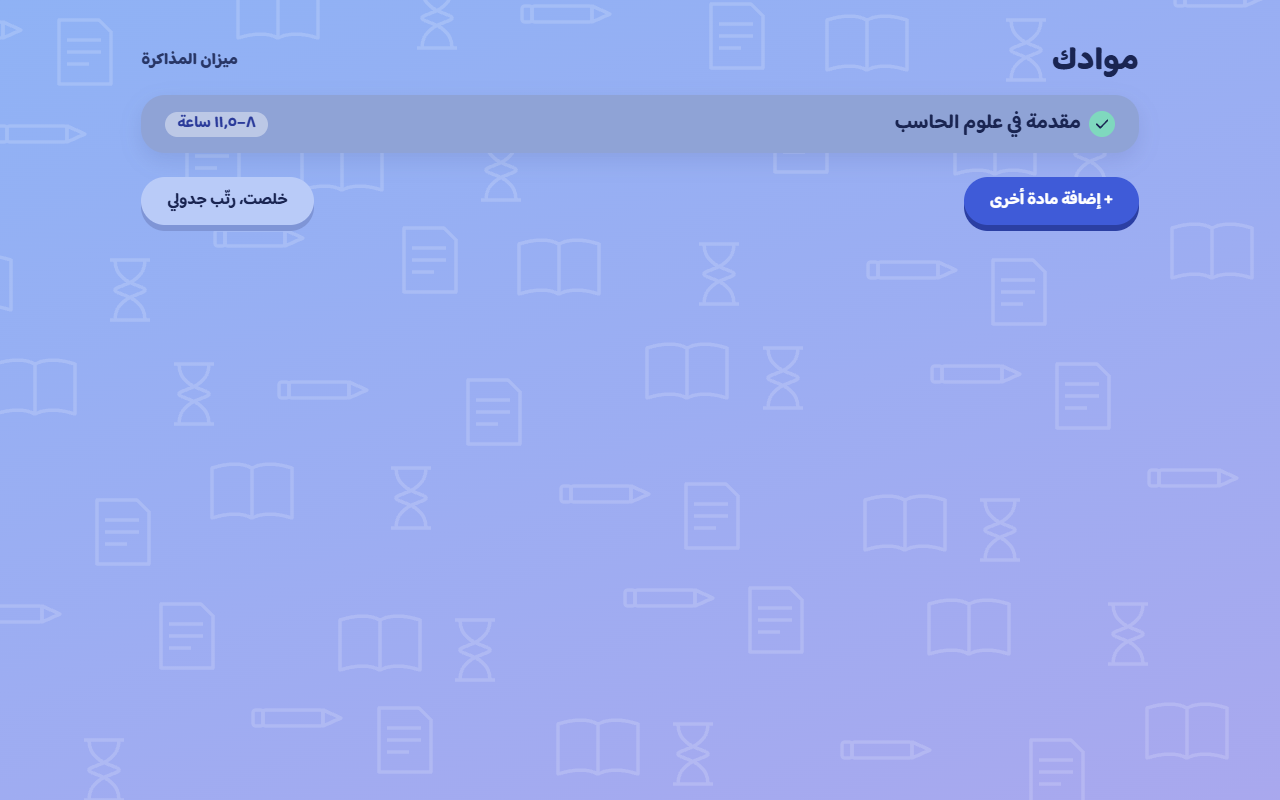 موادك
ميزان المذاكرة
مقدمة في علوم الحاسب
٨–١١,٥ ساعة
+ إضافة مادة أخرى
خلصت، رتّب جدولي